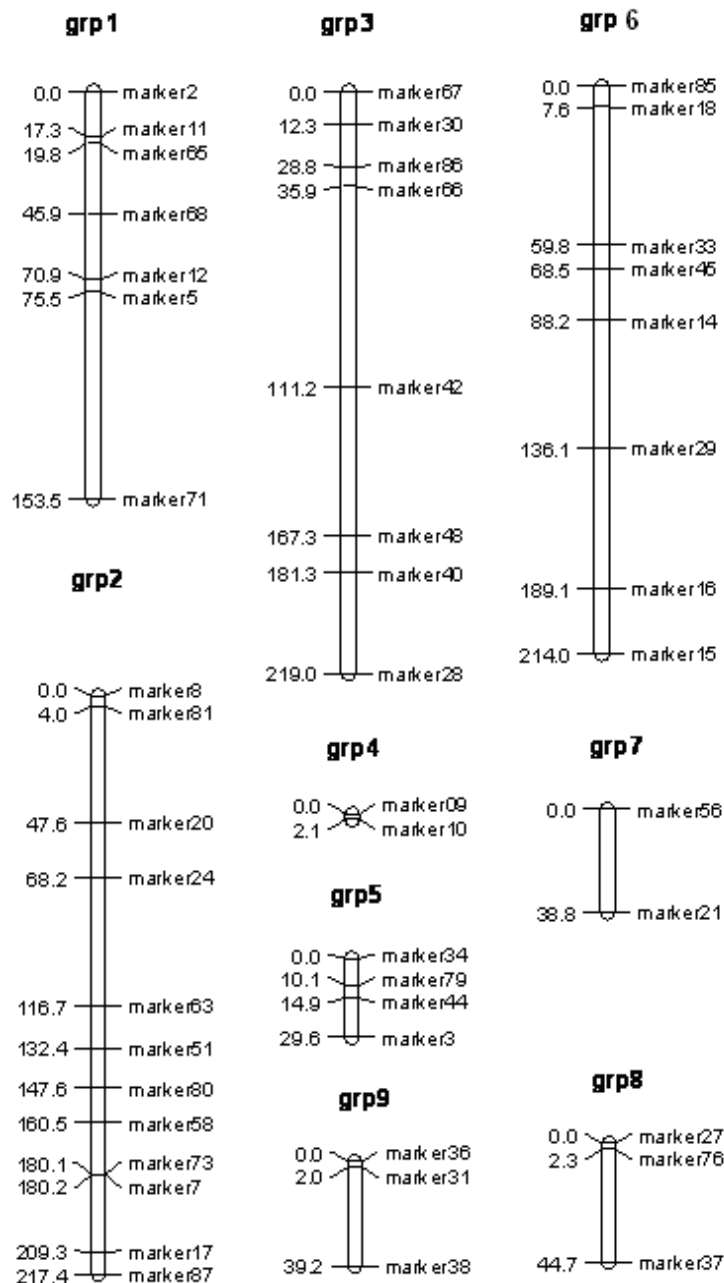 grp1
0.0 marker2
17.3 marker11
19.8 marker65
45.9 marker68
70.9 marker12
75.5 marker5
153.5 marker71
grp2
0.0 marker8
4.0 marker81
47.6 marker20
68.2 marker24
116.7 marker63
132.4 marker51
147.6 marker80
160.5 marker58
180.1 marker73
180.2 marker7
209.3 marker17
217.4 marker87
grp3
0.0 marker67
12.3 marker30
28.8 marker86
35.9 marker66
111.2 marker42
167.3 marker48
181.3 marker40
219.0 marker28
grp4
0.0 marker09
2.1 marker10
grp5
0.0 marker34
10.1 marker79
14.9 marker44
29.6 marker3
grp9
0.0 marker36
2.0 marker31
39.2 marker38
grp 6
0.0 marker85
7.6 marker18
59.8 marker33
68.5 marker45
88.2 marker14
136.1 marker29
189.1 marker16
214.0 marker15
grp7
0.0 marker56
38.8 marker21
grp8
0.0 marker27
2.3 marker76
44.7 marker37